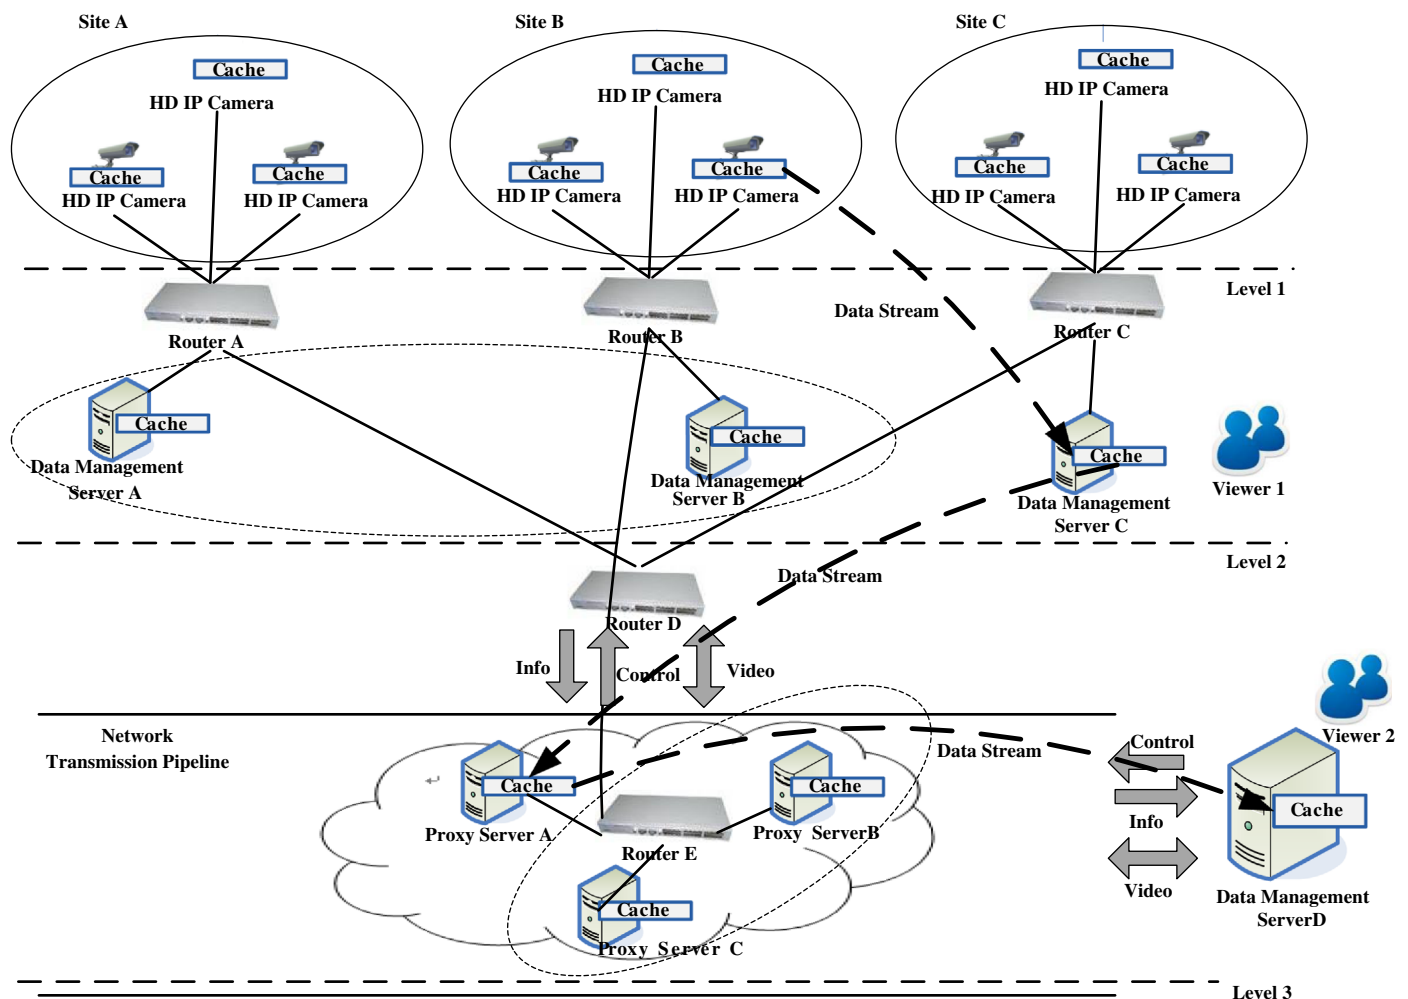 Site A
Site B
Site C
Cache
HD IP Camera
Cache
HD IP Camera
Cache
HD IP Camera
Cache
HD IP Camera
Cache
HD IP Camera
Cache
HD IP Camera
Cache
HD IP Camera
Cache
HD IP Camera
Cache
HD IP Camera
Level 1
Data Stream
Router A
Router B
Router C
Cache
Data Management
Server A
Cache
Data Management
Server B
Cache
Data Management
Server C
Viewer 1
Level 2
Data Stream
Router D
Info
Control
Video
Network
Transmission Pipeline
Cache
Proxy Server A
Cache
Proxy ServerB
Router E
Cache
Proxy Server C
Data Stream
Control
Info
Video
Viewer 2
Cache
Data Management
ServerD
Level 3